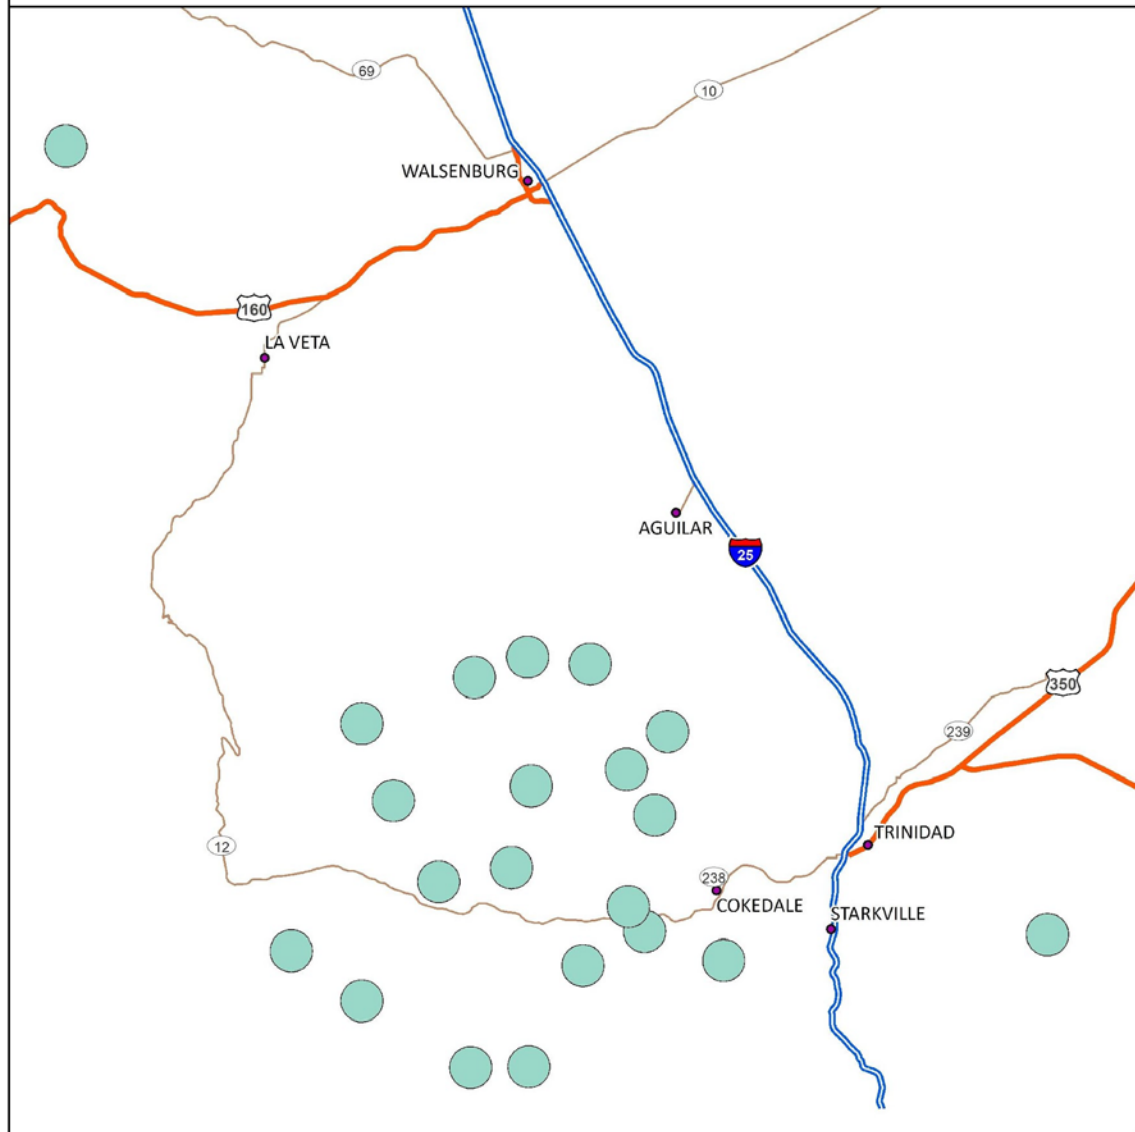 69
10
WALSENBURG
160
LA VETA
AGUILAR
25
350
239
TRINIDAD
12
238
COKEDALE
STARKVILLE